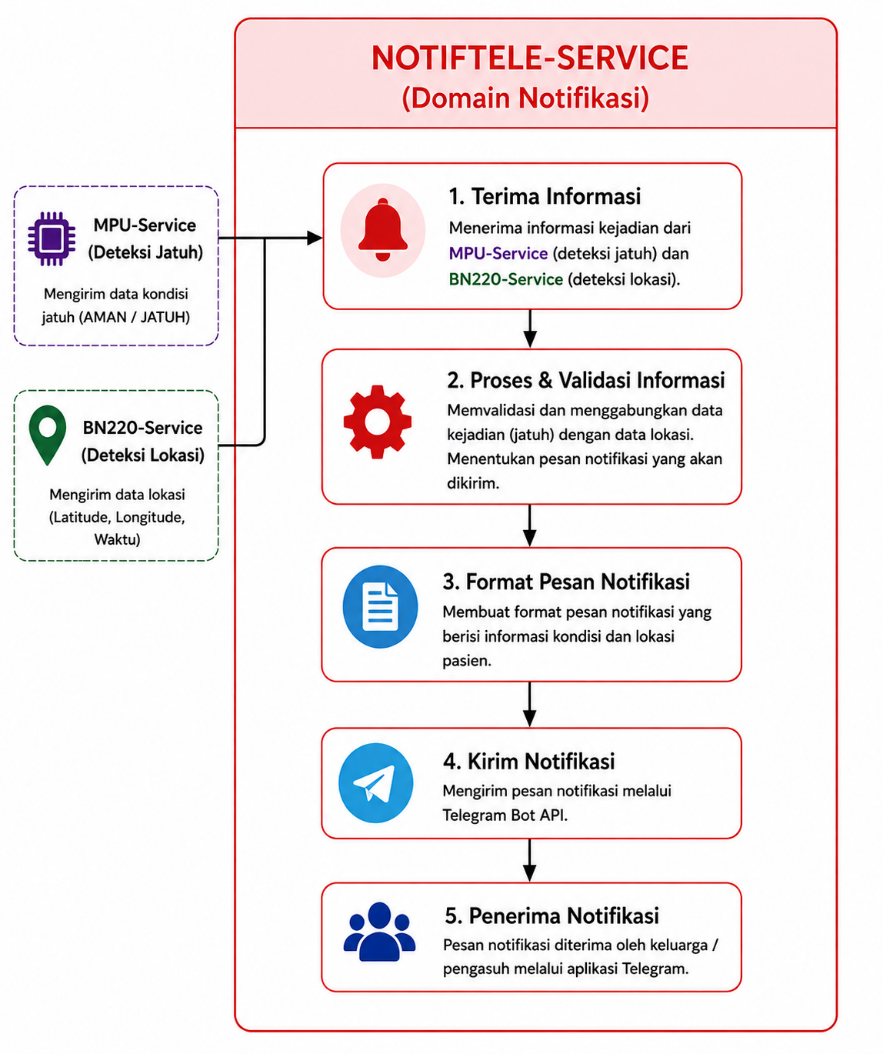 NOTIFTELE-SERVICE
(Domain Notifikasi)
MPU-Service
(Deteksi Jatuh)
Mengirim data kondisi
jatuh (AMAN / JATUH)
BN220-Service
(Deteksi Lokasi)
Mengirim data lokasi
(Latitude, Longitude,
Waktu)
1. Terima Informasi
Menerima informasi kejadian dari
MPU-Service (deteksi jatuh) dan
BN220-Service (deteksi lokasi).
2. Proses & Validasi Informasi
Memvalidasi dan menggabungkan data
kejadian (jatuh) dengan data lokasi.
Menentukan pesan notifikasi yang akan
dikirim.
3. Format Pesan Notifikasi
Membuat format pesan notifikasi yang
berisi informasi kondisi dan lokasi
pasien.
4. Kirim Notifikasi
Mengirim pesan notifikasi melalui
Telegram Bot API.
5. Penerima Notifikasi
Pesan notifikasi diterima oleh keluarga /
pengasuh melalui aplikasi Telegram.